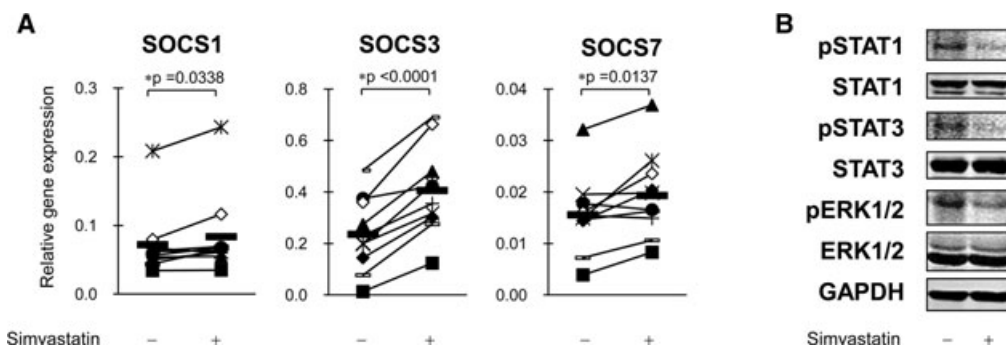 A
SOCS1
SOCS3
SOCS7
*p =0.0338
*p <0.0001
*p =0.0137
Relative gene expression
0.3
0.2
0.1
0.0
0.8
0.6
0.4
0.2
0.0
0.04
0.03
0.02
0.01
0.00
Simvastatin − + − + − +
B
pSTAT1
STAT1
pSTAT3
STAT3
pERK1/2
ERK1/2
GAPDH
Simvastatin − +